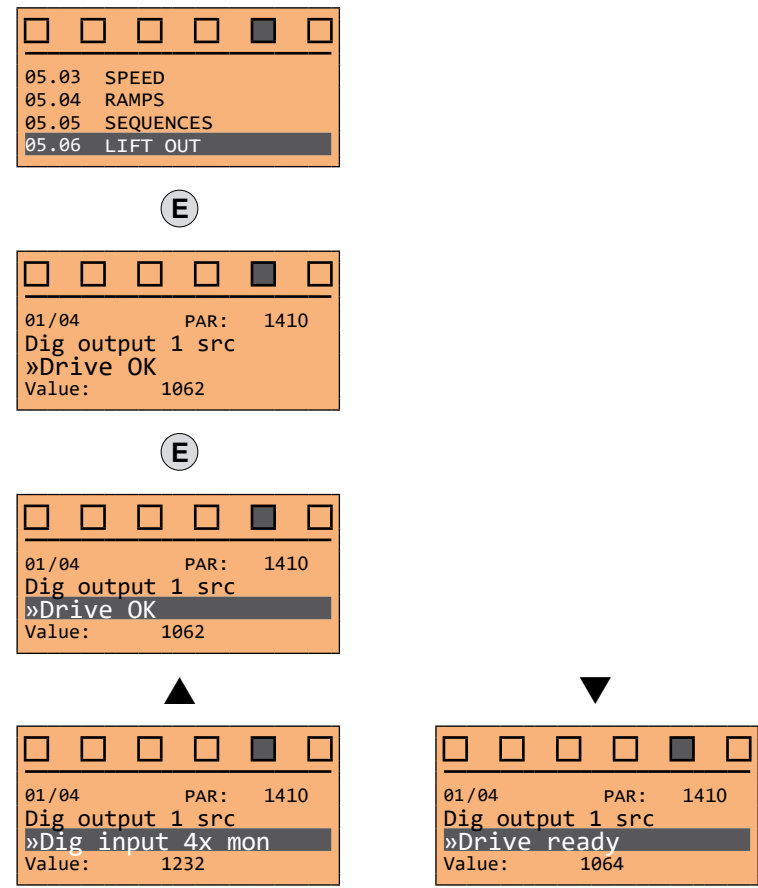 05.03 SPEED
05.04 RAMPS
05.05 SEQUENCES
05.06 LIFT OUT
E
01/04 PAR: 1410
Dig output 1 src
»Drive OK
Value: 1062
E
01/04 PAR: 1410
Dig output 1 src
»Drive OK
Value: 1062
01/04 PAR: 1410
Dig output 1 src
»Dig input 4x mon
Value: 1232
01/04 PAR: 1410
Dig output 1 src
»Drive ready
Value: 1064